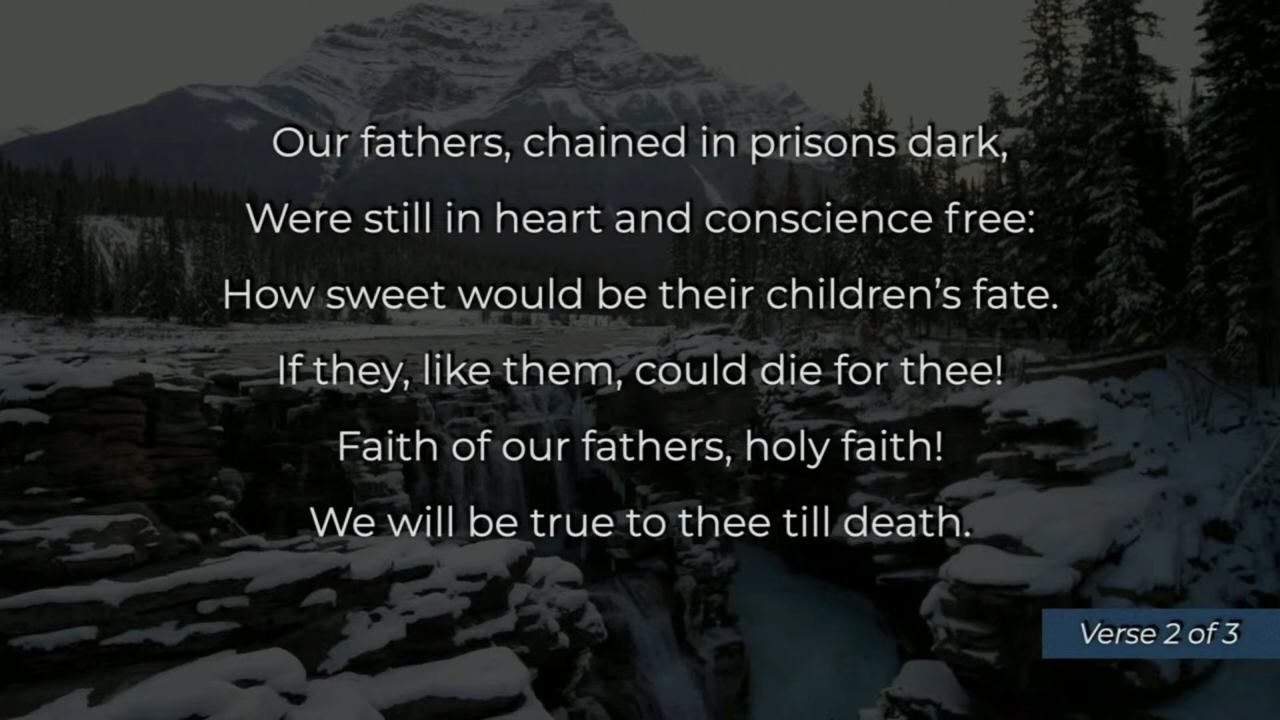 Our fathers, chained in prisons dark,
Were still in heart and conscience free:
How sweet would be their children’s fate.
If they, like them, could die for thee!
Faith of our fathers, holy faith!
We will be true to thee till death.
Verse 2 of 3